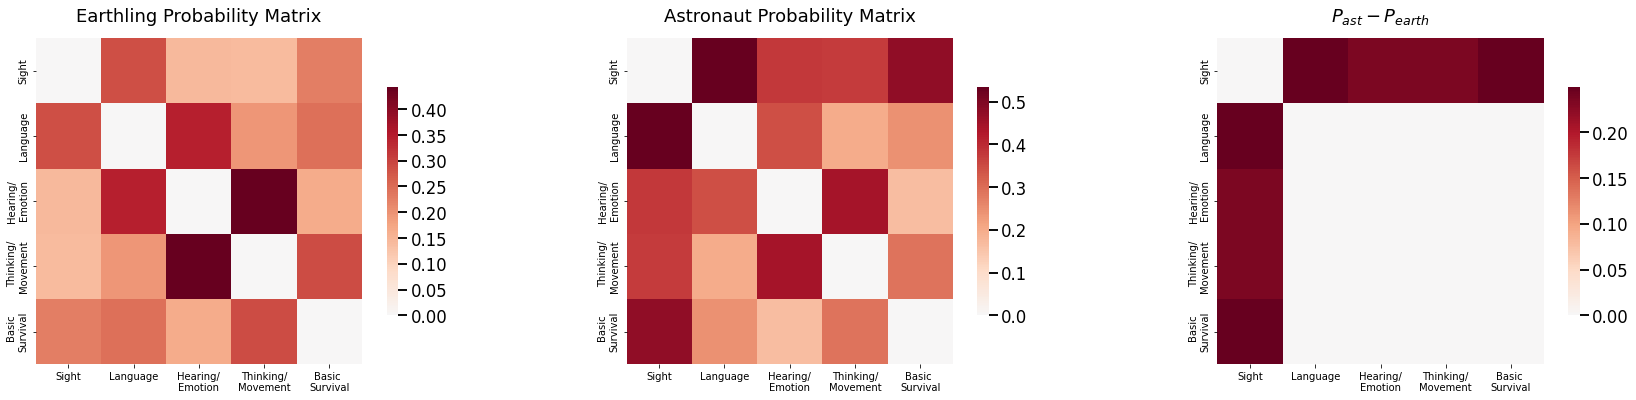 Earthling Probability Matrix
Sight
Language
Hearing/
Emotion
Thinking/
Movement
Basic
Survival
Sight
Language
Hearing/
Emotion
Thinking/
Movement
Basic
Survival
0.40
0.35
0.30
0.25
0.20
0.15
0.10
0.05
0.00
Astronaut Probability Matrix
Sight
Language
Hearing/
Emotion
Thinking/
Movement
Basic
Survival
Sight
Language
Hearing/
Emotion
Thinking/
Movement
Basic
Survival
0.5
0.4
0.3
0.2
0.1
0.0
P_ast − P_earth
Sight
Language
Hearing/
Emotion
Thinking/
Movement
Basic
Survival
Sight
Language
Hearing/
Emotion
Thinking/
Movement
Basic
Survival
0.20
0.15
0.10
0.05
0.00